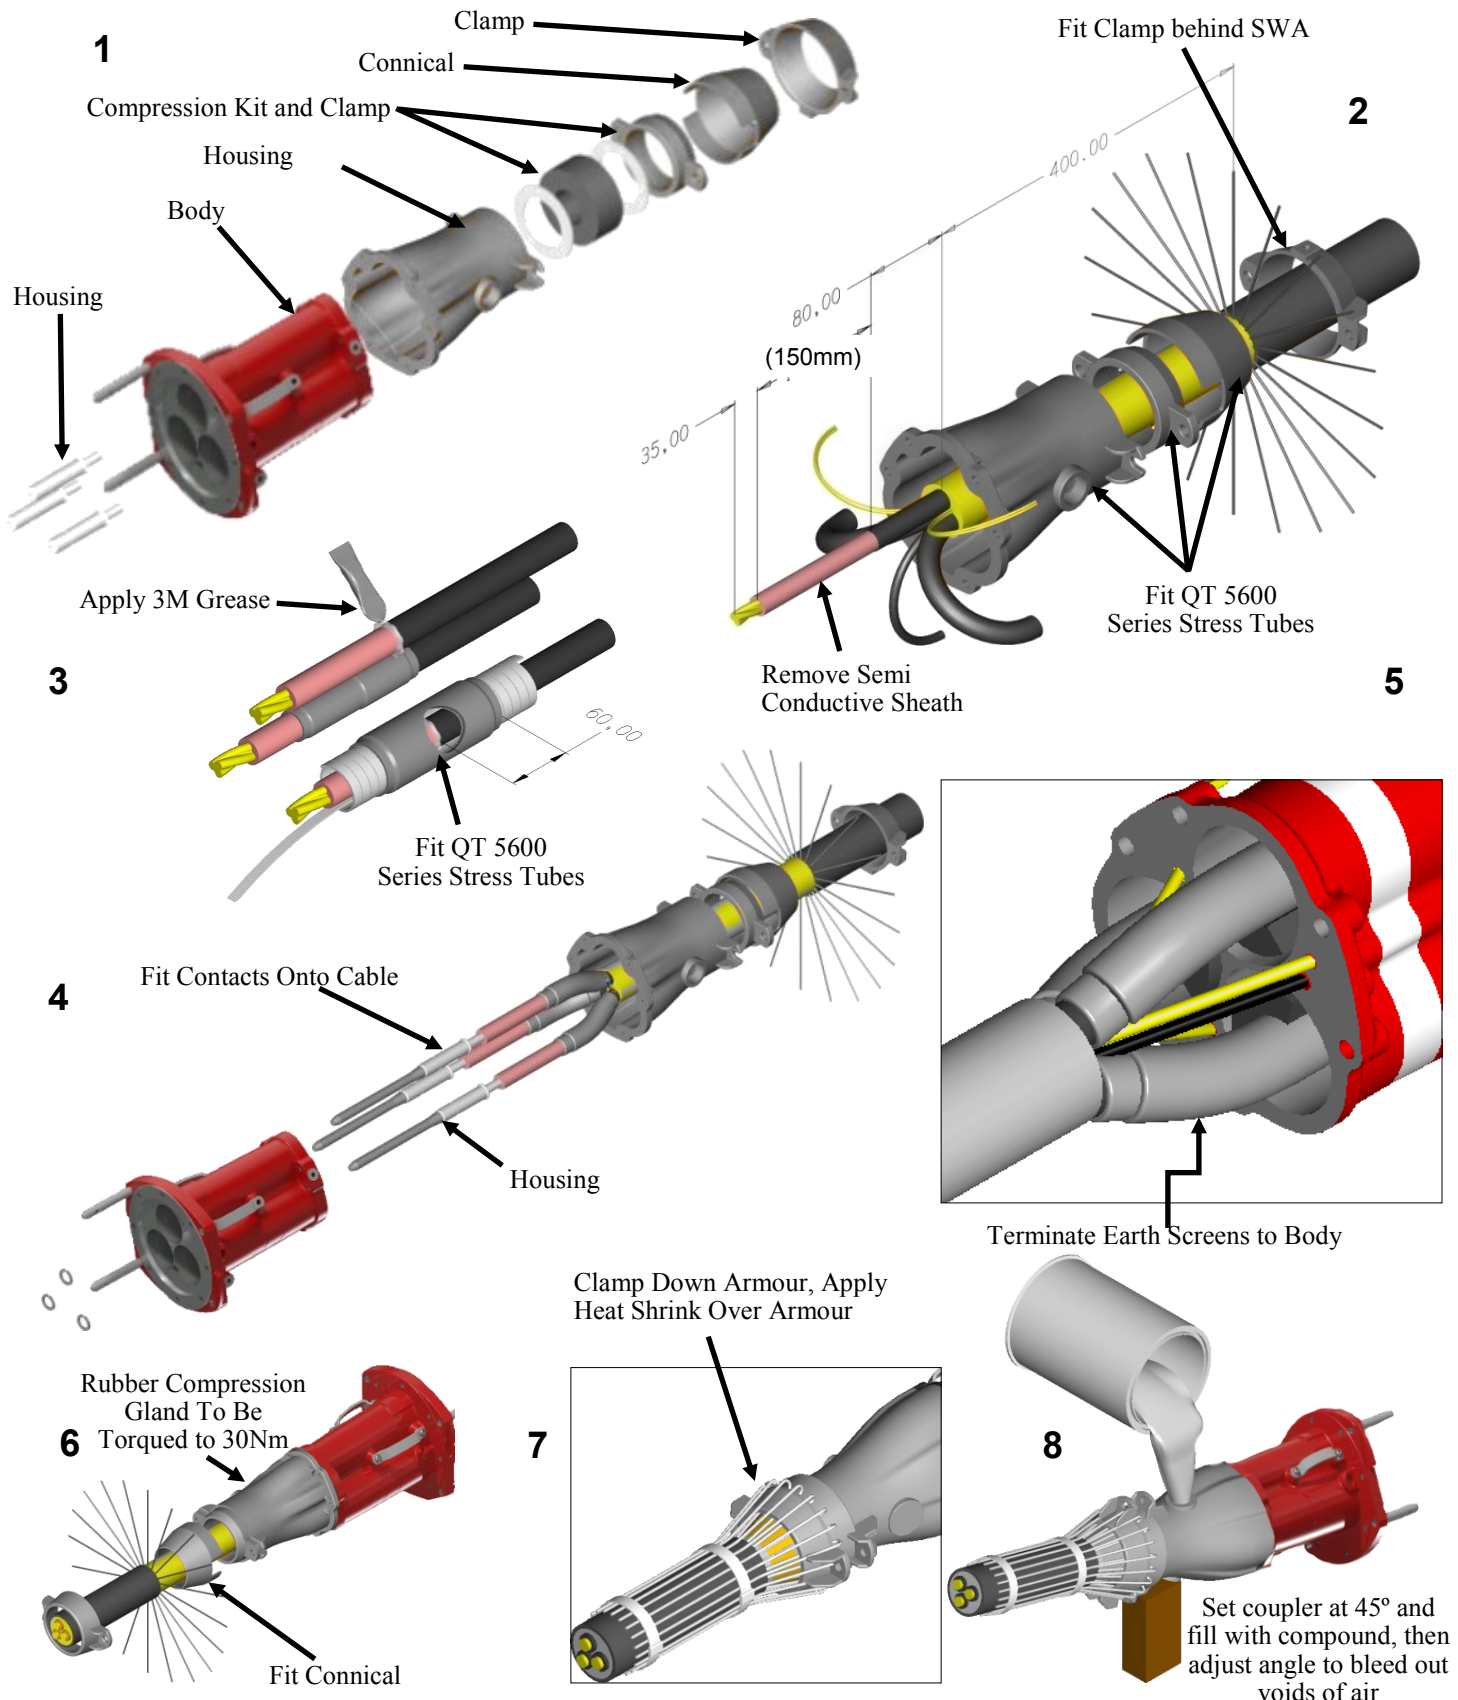 1
Clamp
Connical
Compression Kit and Clamp
Housing
Body
Housing
Fit Clamp behind SWA
2
400.00
80,00
(150mm)
35,00
Fit QT 5600
Series Stress Tubes
Remove Semi
Conductive Sheath
3
Apply 3M Grease
60,00
Fit QT 5600
Series Stress Tubes
4
Fit Contacts Onto Cable
Housing
5
Terminate Earth Screens to Body
6
Rubber Compression
Gland To Be
Torqued to 30Nm
Fit Connical
7
Clamp Down Armour, Apply
Heat Shrink Over Armour
8
Set coupler at 45º and
fill with compound, then
adjust angle to bleed out
voids of air